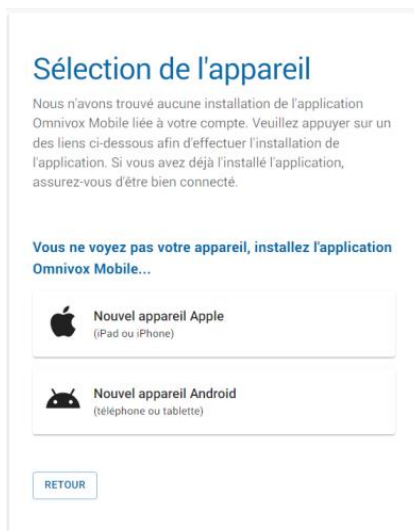 Sélection de l'appareil
Nous n'avons trouvé aucune installation de l'application
Omnivox Mobile liée à votre compte. Veuillez appuyer sur un
des liens ci-dessous afin d'effectuer l'installation de
l'application. Si vous avez déjà l'installé l'application,
assurez-vous d'être bien connecté.
Vous ne voyez pas votre appareil, installez l'application
Omnivox Mobile...
Nouvel appareil Apple
(iPad ou iPhone)
Nouvel appareil Android
(téléphone ou tablette)
RETOUR